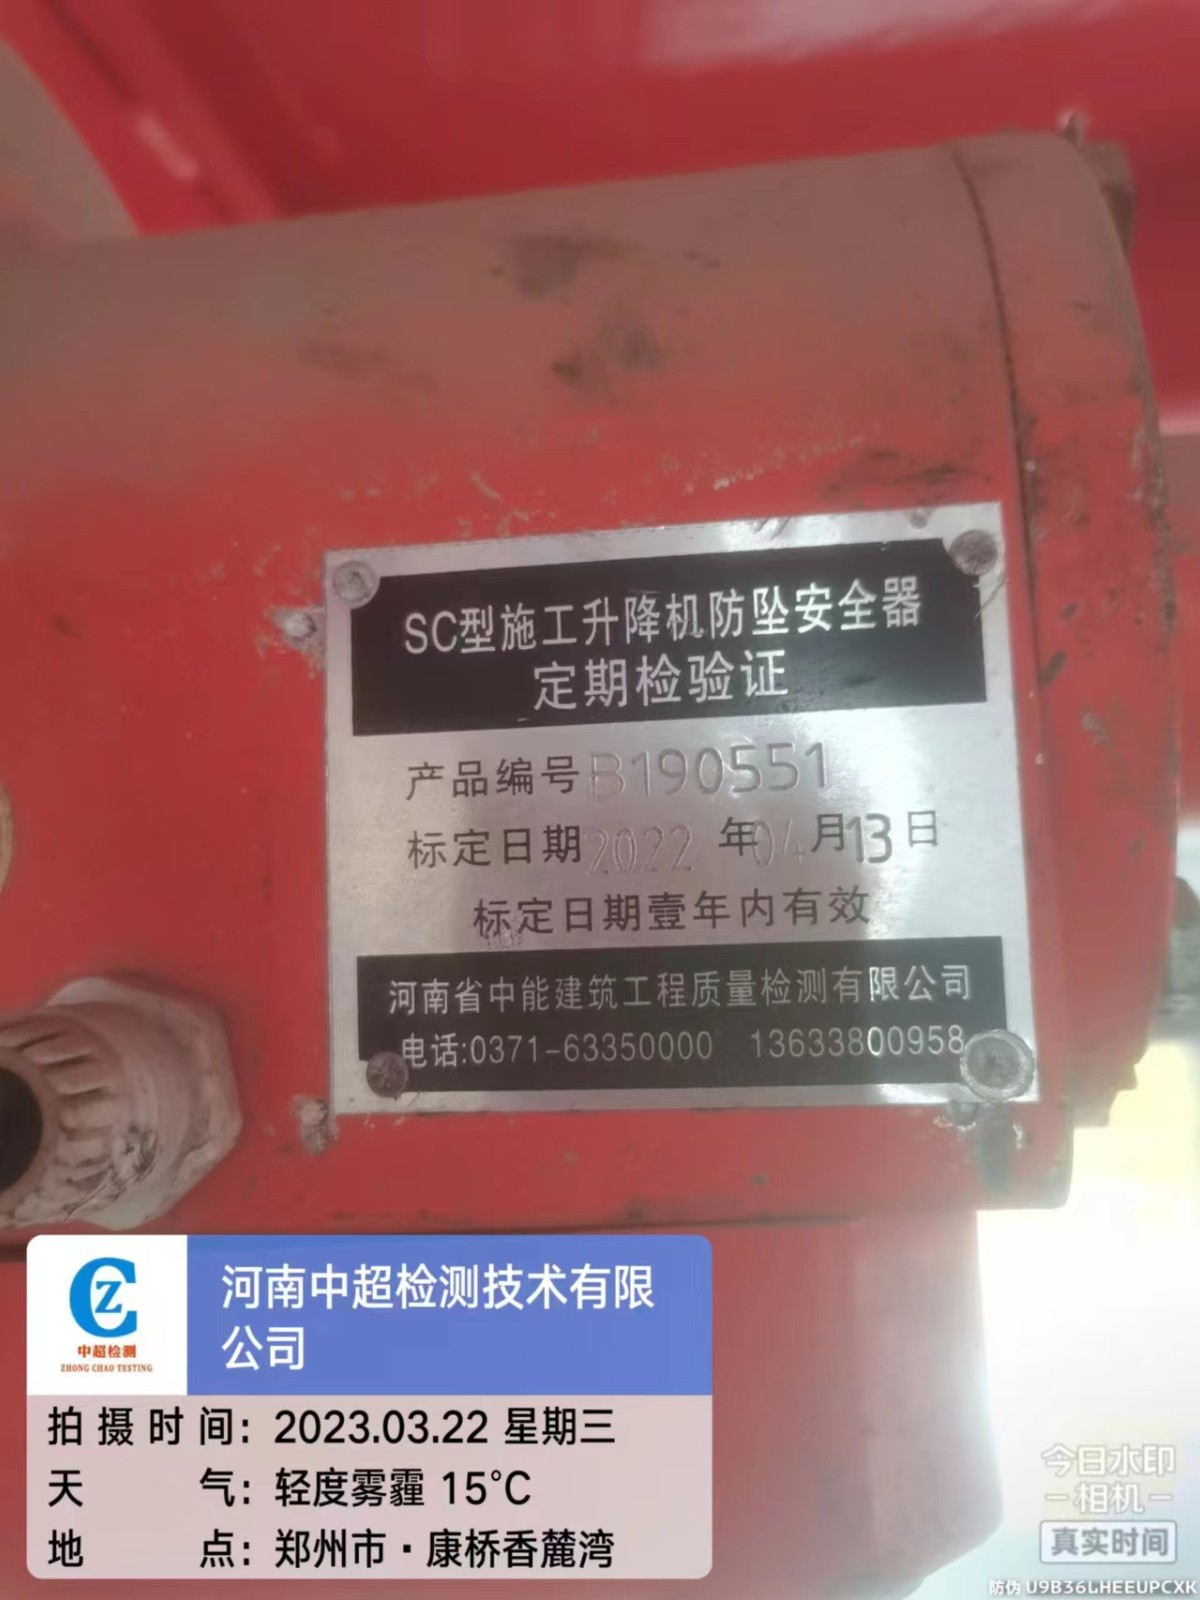 SC型施工升降机防坠安全器
定期检验证
产品编号B190551
标定日期2022 年04月13日
标定日期壹年内有效
河南省中能建筑工程质量检测有限公司
电话:0371-63350000 13633800958
CZ
中超检测
ZHONG CHAO TESTING
河南中超检测技术有限
公司
拍摄时间: 2023.03.22 星期三
天气: 轻度雾霾 15℃
地点: 郑州市·康桥香麓湾
今日水印
-相机-
真实时间
防伪 U9B36LHEEUPCXK